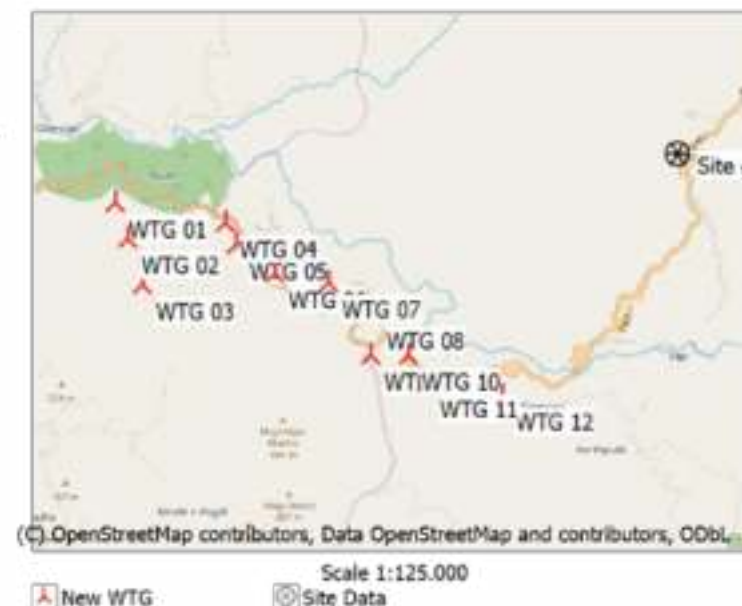 Site
WTG 01
WTG 04
WTG 02
WTG 05
WTG
WTG 03
WTG 07
WTG 08
WTG 10
WTG 11
WTG 12
(C) OpenStreetMap contributors, Data OpenStreetMap and contributors, ODbL
Scale 1:125.000
New WTG
Site Data